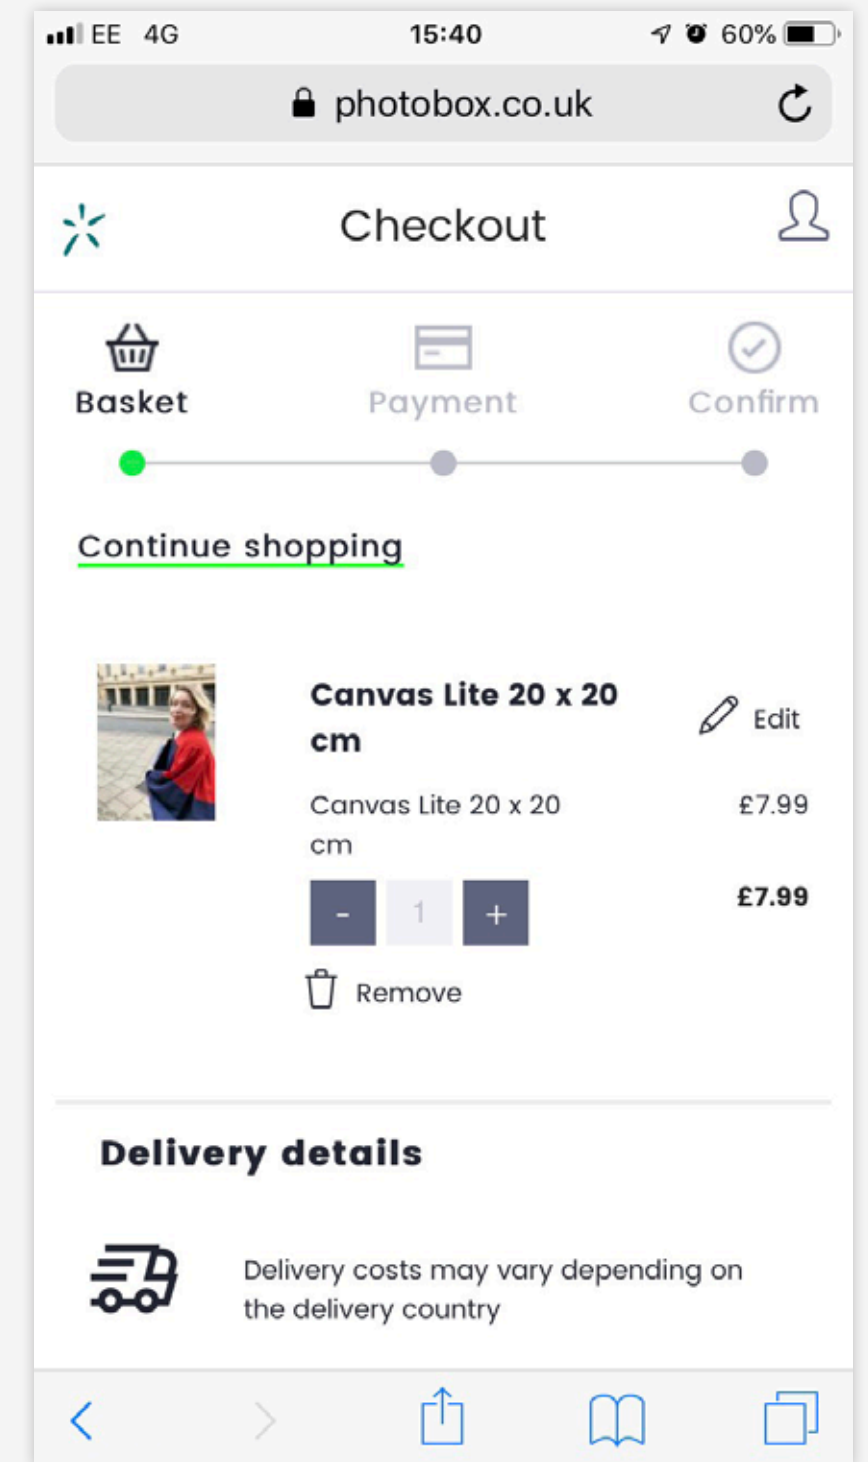 EE 4G 15:40 60%
photobox.co.uk
Checkout
Basket Payment Confirm
Continue shopping
Canvas Lite 20 x 20
cm
Edit
Canvas Lite 20 x 20
cm
£7.99
- 1 +
£7.99
Remove
Delivery details
Delivery costs may vary depending on
the delivery country